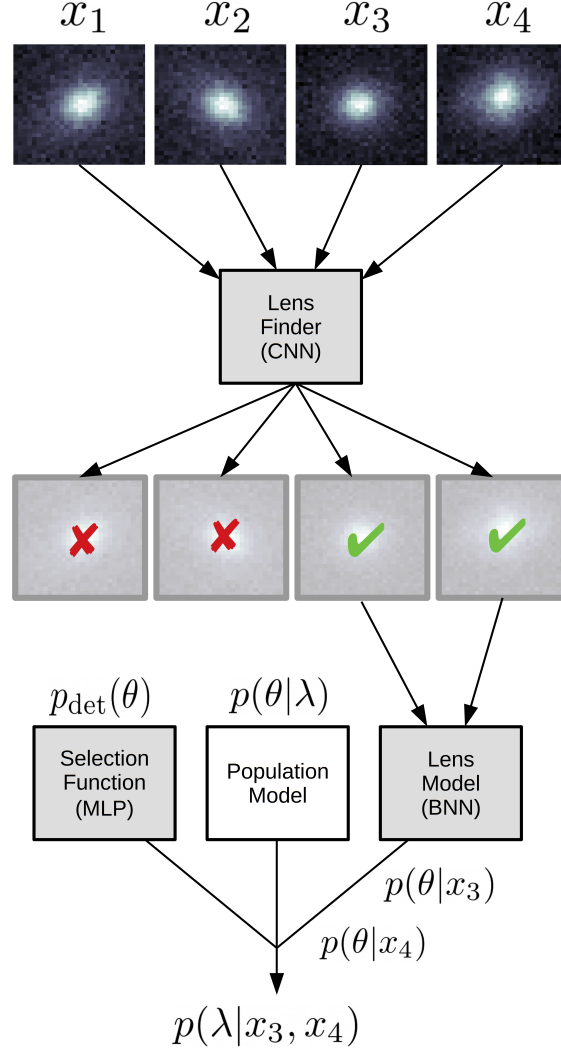 x₁ x₂ x₃ x₄
Lens
Finder
(CNN)
p_det(θ) p(θ|λ)
Selection
Function
(MLP)
Population
Model
Lens
Model
(BNN)
p(θ|x₃)
p(θ|x₄)
p(λ|x₃, x₄)